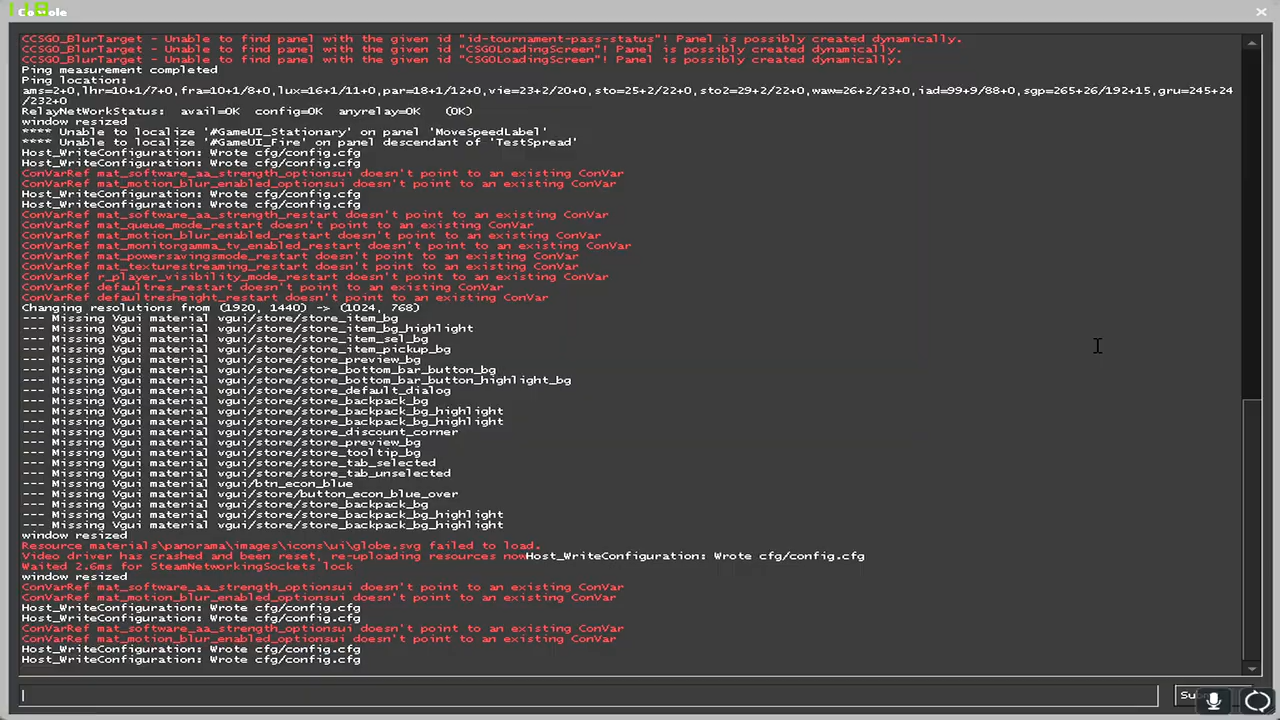 Console
CCSGO_BlurTarget - Unable to find panel with the given id "id-tournament-pass-status"! Panel is possibly created dynamically.
CCSGO_BlurTarget - Unable to find panel with the given id "CSGOLoadingScreen"! Panel is possibly created dynamically.
CCSGO_BlurTarget - Unable to find panel with the given id "CSGOLoadingScreen"! Panel is possibly created dynamically.
Ping measurement completed
Ping location:
ams=2+0,lhr=10+1/7+0,fra=10+1/8+0,lux=16+1/11+0,par=18+1/12+0,vie=23+2/20+0,sto=25+2/22+0,sto2=29+2/22+0,waw=26+2/23+0,iad=99+9/88+0,sgp=265+26/192+15,gru=245+24
/232+0
RelayNetWorkStatus:  avail=OK  config=OK  anyrelay=OK   (OK)
window resized
**** Unable to localize '#GameUI_Stationary' on panel 'MoveSpeedLabel'
**** Unable to localize '#GameUI_Fire' on panel descendant of 'TestSpread'
Host_WriteConfiguration: Wrote cfg/config.cfg
Host_WriteConfiguration: Wrote cfg/config.cfg
ConVarRef mat_software_aa_strength_optionsui doesn't point to an existing ConVar
ConVarRef mat_motion_blur_enabled_optionsui doesn't point to an existing ConVar
Host_WriteConfiguration: Wrote cfg/config.cfg
Host_WriteConfiguration: Wrote cfg/config.cfg
ConVarRef mat_software_aa_strength_restart doesn't point to an existing ConVar
ConVarRef mat_queue_mode_restart doesn't point to an existing ConVar
ConVarRef mat_motion_blur_enabled_restart doesn't point to an existing ConVar
ConVarRef mat_monitorgamma_tv_enabled_restart doesn't point to an existing ConVar
ConVarRef mat_powersavingsmode_restart doesn't point to an existing ConVar
ConVarRef mat_texturestreaming_restart doesn't point to an existing ConVar
ConVarRef r_player_visibility_mode_restart doesn't point to an existing ConVar
ConVarRef defaultres_restart doesn't point to an existing ConVar
ConVarRef defaultresheight_restart doesn't point to an existing ConVar
Changing resolutions from (1920, 1440) -> (1024, 768)
--- Missing Vgui material vgui/store/store_item_bg
--- Missing Vgui material vgui/store/store_item_bg_highlight
--- Missing Vgui material vgui/store/store_item_sel_bg
--- Missing Vgui material vgui/store/store_item_pickup_bg
--- Missing Vgui material vgui/store/store_preview_bg
--- Missing Vgui material vgui/store/store_bottom_bar_button_bg
--- Missing Vgui material vgui/store/store_bottom_bar_button_highlight_bg
--- Missing Vgui material vgui/store/store_default_dialog
--- Missing Vgui material vgui/store/store_backpack_bg
--- Missing Vgui material vgui/store/store_backpack_bg_highlight
--- Missing Vgui material vgui/store/store_backpack_bg_highlight
--- Missing Vgui material vgui/store/store_discount_corner
--- Missing Vgui material vgui/store/store_preview_bg
--- Missing Vgui material vgui/store/store_tooltip_bg
--- Missing Vgui material vgui/store/store_tab_selected
--- Missing Vgui material vgui/store/store_tab_unselected
--- Missing Vgui material vgui/btn_econ_blue
--- Missing Vgui material vgui/store/button_econ_blue_over
--- Missing Vgui material vgui/store/store_backpack_bg
--- Missing Vgui material vgui/store/store_backpack_bg_highlight
--- Missing Vgui material vgui/store/store_backpack_bg_highlight
window resized
Resource materials\panorama\images\icons\ui\globe.svg failed to load.
Video driver has crashed and been reset, re-uploading resources nowHost_WriteConfiguration: Wrote cfg/config.cfg
Waited 2.6ms for SteamNetworkingSockets lock
window resized
ConVarRef mat_software_aa_strength_optionsui doesn't point to an existing ConVar
ConVarRef mat_motion_blur_enabled_optionsui doesn't point to an existing ConVar
Host_WriteConfiguration: Wrote cfg/config.cfg
Host_WriteConfiguration: Wrote cfg/config.cfg
ConVarRef mat_software_aa_strength_optionsui doesn't point to an existing ConVar
ConVarRef mat_motion_blur_enabled_optionsui doesn't point to an existing ConVar
Host_WriteConfiguration: Wrote cfg/config.cfg
Host_WriteConfiguration: Wrote cfg/config.cfg